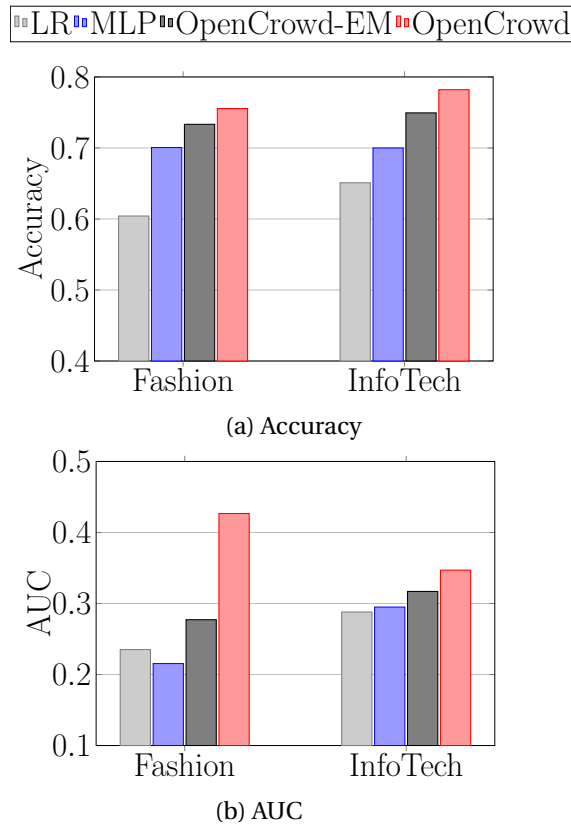 LR MLP OpenCrowd-EM OpenCrowd
0.8
0.7
0.6
0.5
0.4
Accuracy
Fashion InfoTech
(a) Accuracy
0.5
0.4
0.3
0.2
0.1
AUC
Fashion InfoTech
(b) AUC